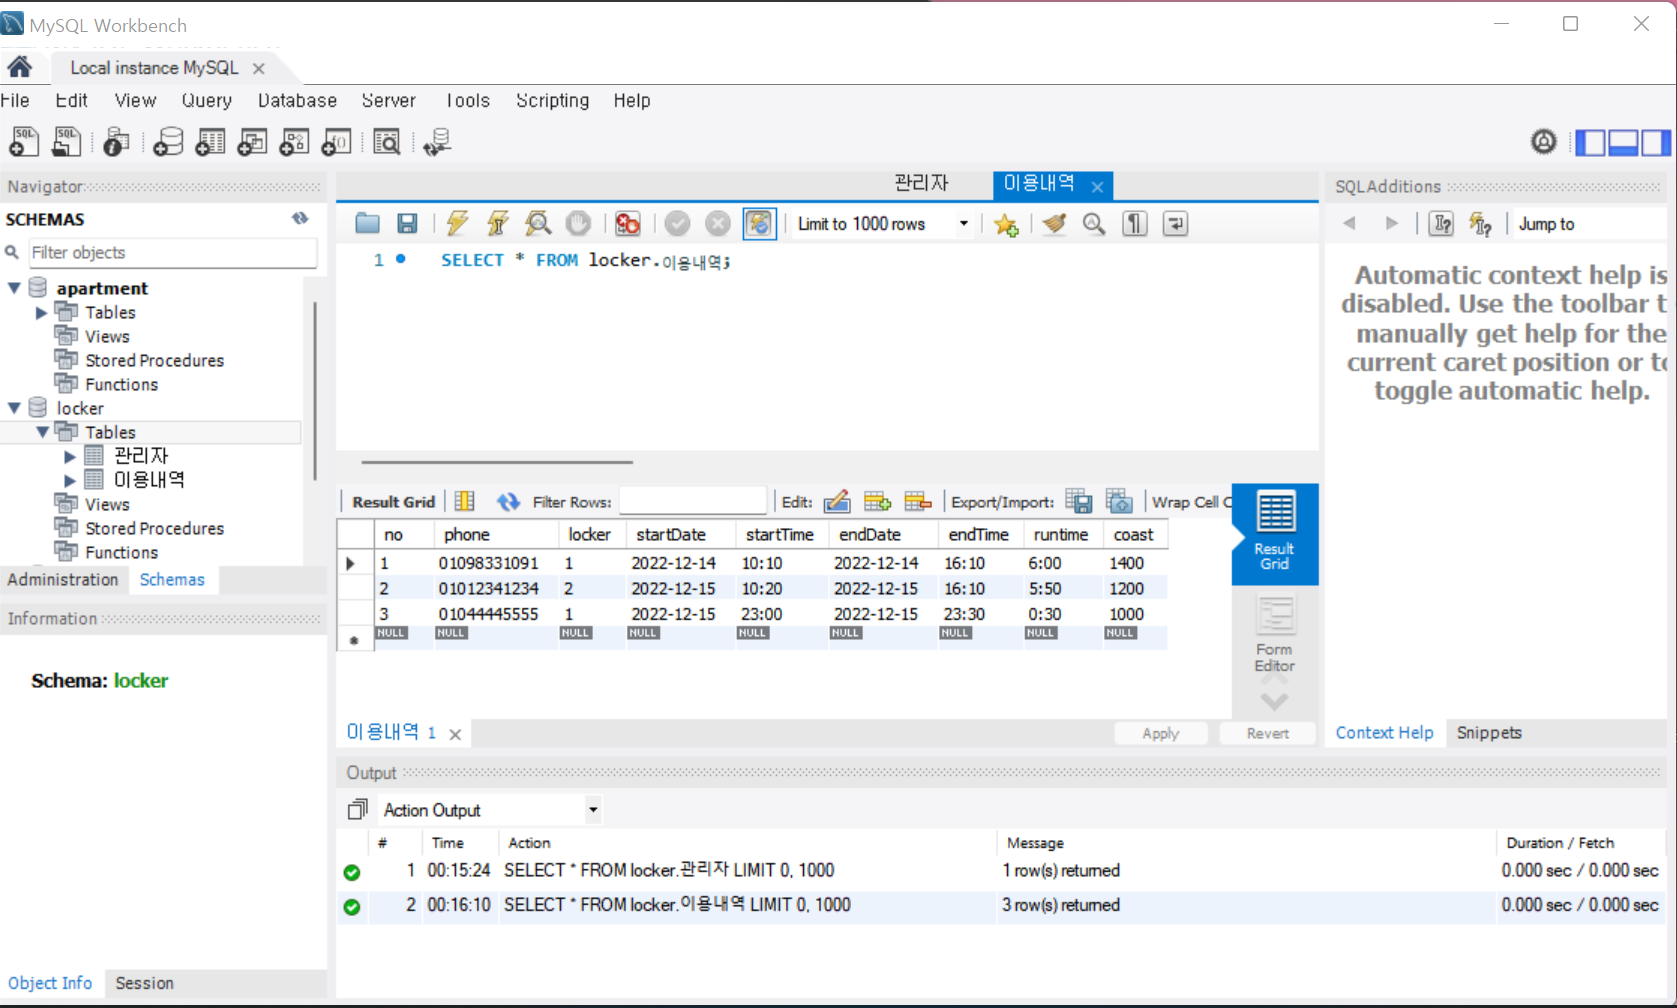 MySQL Workbench
Local instance MySQL
File Edit View Query Database Server Tools Scripting Help
Navigator
SCHEMAS
Filter objects
apartment
Tables
Views
Stored Procedures
Functions
locker
Tables
관리자
이용내역
Views
Stored Procedures
Functions
Administration Schemas
Information
Schema: locker
Object Info Session
관리자 이용내역
Limit to 1000 rows
1 SELECT * FROM locker.이용내역;
Result Grid Filter Rows: Edit: Export/Import: Wrap Cell C
no phone locker startDate startTime endDate endTime runtime coast
1 01098331091 1 2022-12-14 10:10 2022-12-14 16:10 6:00 1400
2 01012341234 2 2022-12-15 10:20 2022-12-15 16:10 5:50 1200
3 01044445555 1 2022-12-15 23:00 2022-12-15 23:30 0:30 1000
NULL NULL NULL NULL NULL NULL NULL NULL NULL
Result
Grid
Form
Editor
이용내역 1
Apply Revert
SQLAdditions
Jump to
Automatic context help is
disabled. Use the toolbar t
manually get help for the
current caret position or to
toggle automatic help.
Context Help Snippets
Output
Action Output
# Time Action Message Duration / Fetch
1 00:15:24 SELECT * FROM locker.관리자 LIMIT 0, 1000 1 row(s) returned 0.000 sec / 0.000 sec
2 00:16:10 SELECT * FROM locker.이용내역 LIMIT 0, 1000 3 row(s) returned 0.000 sec / 0.000 sec